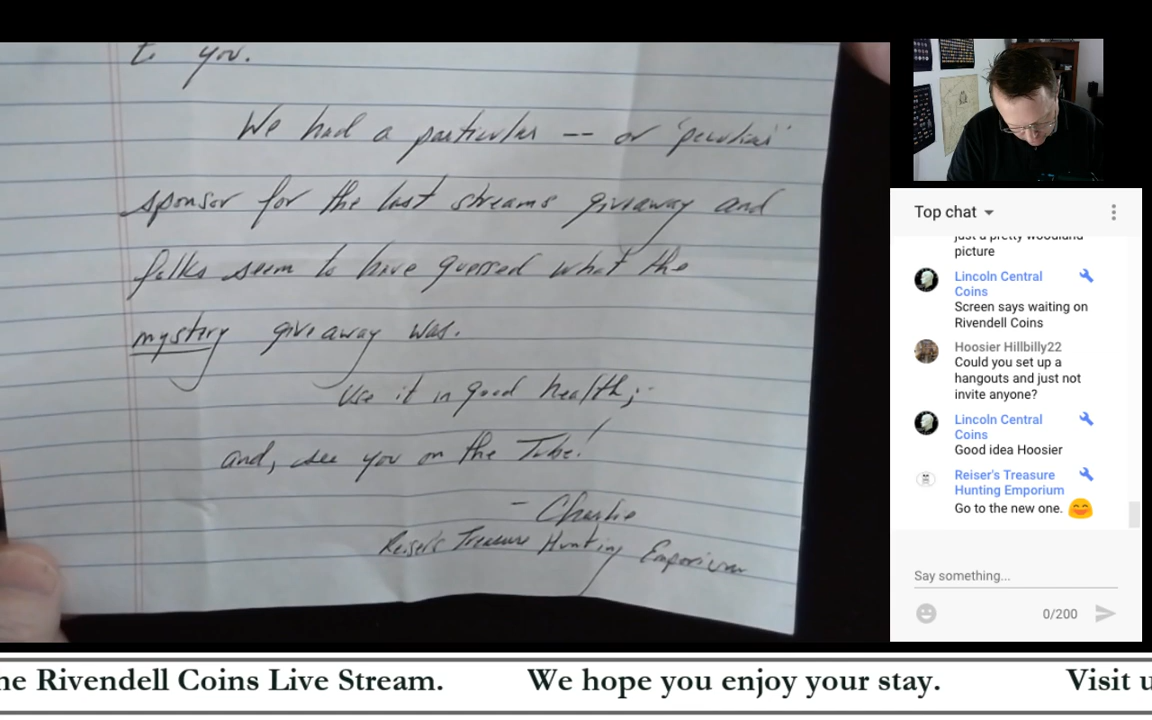 to you.
We had a particular -- or 'peculiar'
sponsor for the last streams giveaway and
folks seem to have guessed what the
mystery giveaway was.
Use it in good health;
and, see you on the Tube!
- Charlie
Reiser's Treasure Hunting Emporium
Top chat
just a pretty woodland
picture
Lincoln Central
Coins
Screen says waiting on
Rivendell Coins
Hoosier Hillbilly22
Could you set up a
hangouts and just not
invite anyone?
Lincoln Central
Coins
Good idea Hoosier
Reiser's Treasure
Hunting Emporium
Go to the new one.
Say something...
0/200
ne Rivendell Coins Live Stream. We hope you enjoy your stay. Visit u